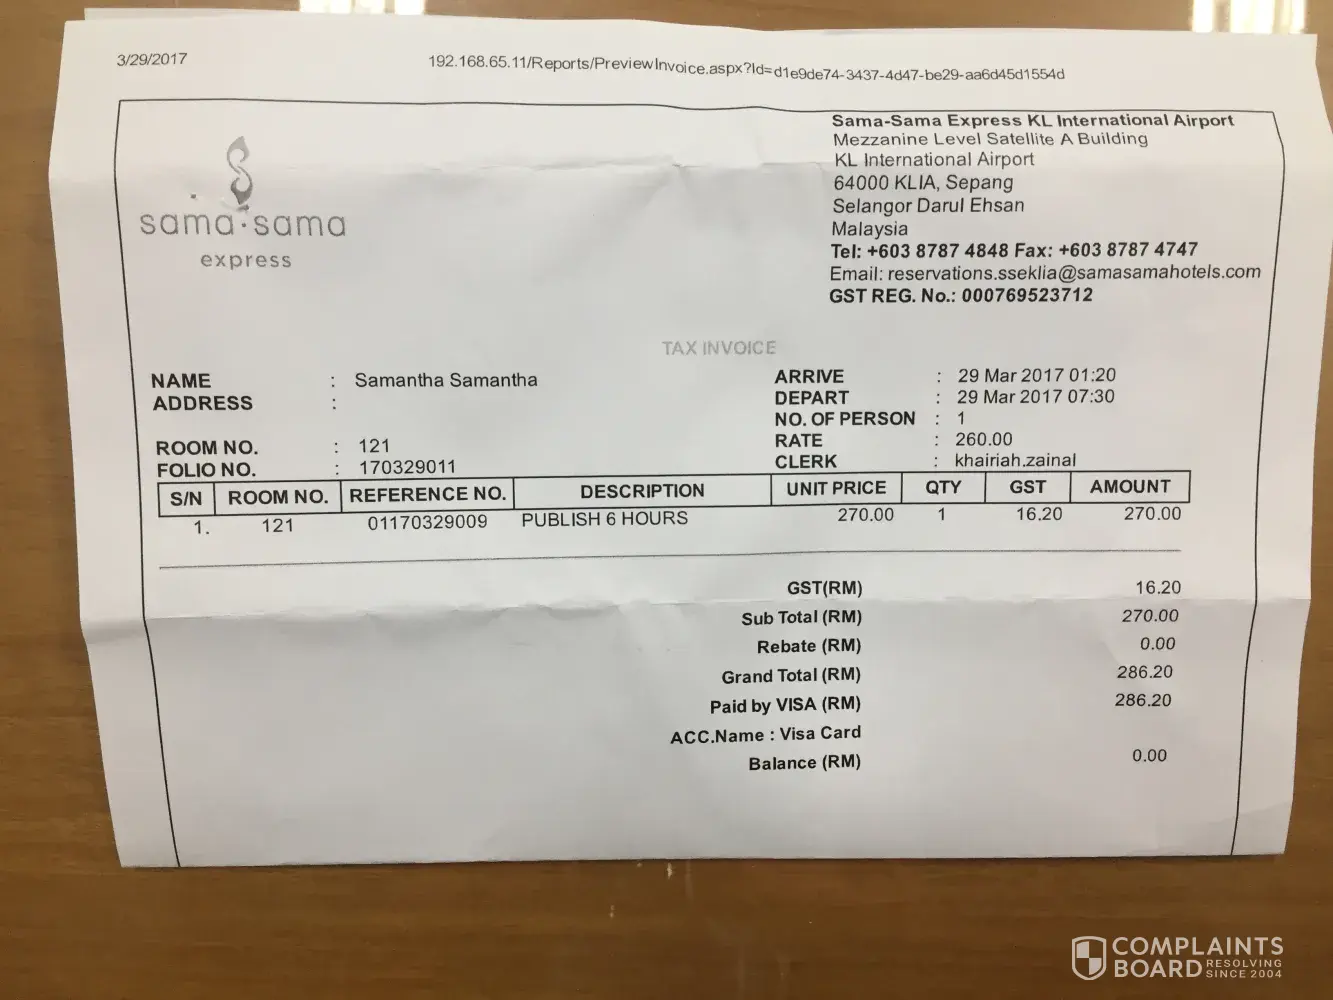 3/29/2017 192.168.65.11/Reports/PreviewInvoice.aspx?Id=d1e9de74-3437-4d47-be29-aa6d45d1554d
sama·sama
express
Sama-Sama Express KL International Airport
Mezzanine Level Satellite A Building
KL International Airport
64000 KLIA, Sepang
Selangor Darul Ehsan
Malaysia
Tel: +603 8787 4848 Fax: +603 8787 4747
Email: reservations.sseklia@samasamahotels.com
GST REG. No.: 000769523712
TAX INVOICE
NAME : Samantha Samantha
ADDRESS :
ROOM NO. : 121
FOLIO NO. : 170329011
ARRIVE : 29 Mar 2017 01:20
DEPART : 29 Mar 2017 07:30
NO. OF PERSON : 1
RATE : 260.00
CLERK : khairiah.zainal
S/N ROOM NO. REFERENCE NO. DESCRIPTION UNIT PRICE QTY GST AMOUNT
1. 121 01170329009 PUBLISH 6 HOURS 270.00 1 16.20 270.00
GST(RM) 16.20
Sub Total (RM) 270.00
Rebate (RM) 0.00
Grand Total (RM) 286.20
Paid by VISA (RM) 286.20
ACC.Name : Visa Card
Balance (RM) 0.00
COMPLAINTS
BOARD RESOLVING
SINCE 2004